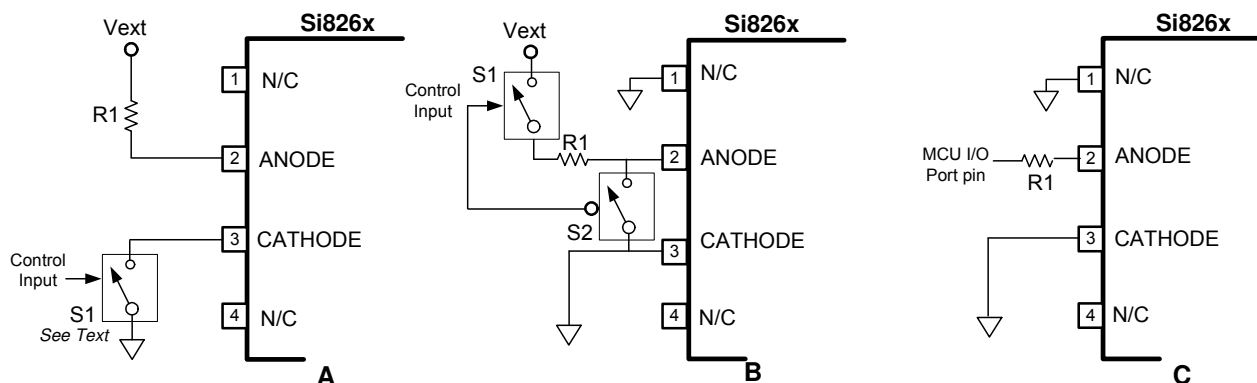 Si826x
Vext
R1
1 N/C
2 ANODE
3 CATHODE
4 N/C
Control
Input
S1
See Text
A
Si826x
Vext
S1
Control
Input
R1
S2
1 N/C
2 ANODE
3 CATHODE
4 N/C
B
Si826x
1 N/C
MCU I/O
Port pin
R1
2 ANODE
3 CATHODE
4 N/C
C